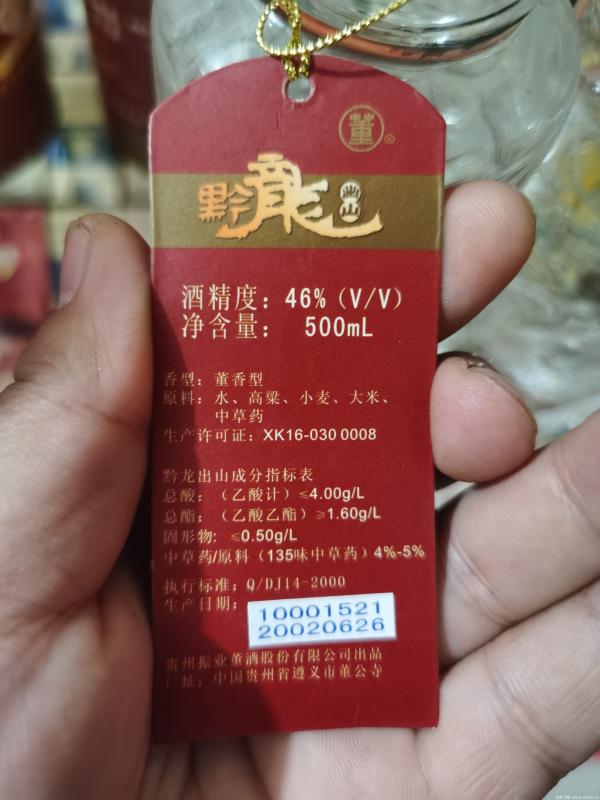 董®
黔龙出山
酒精度：46%（V/V）
净含量： 500mL
香型：董香型
原料：水、高粱、小麦、大米、
中草药
生产许可证：XK16-030 0008
黔龙出山成分指标表
总酸：（乙酸计）≤4.00g/L
总酯：（乙酸乙酯）≥1.60g/L
固形物：≤0.50g/L
中草药/原料（135味中草药）4%-5%
执行标准：Q/DJ14-2000
生产日期：
10001521
20020626
贵州振业董酒股份有限公司出品
厂址：中国贵州省遵义市董公寺